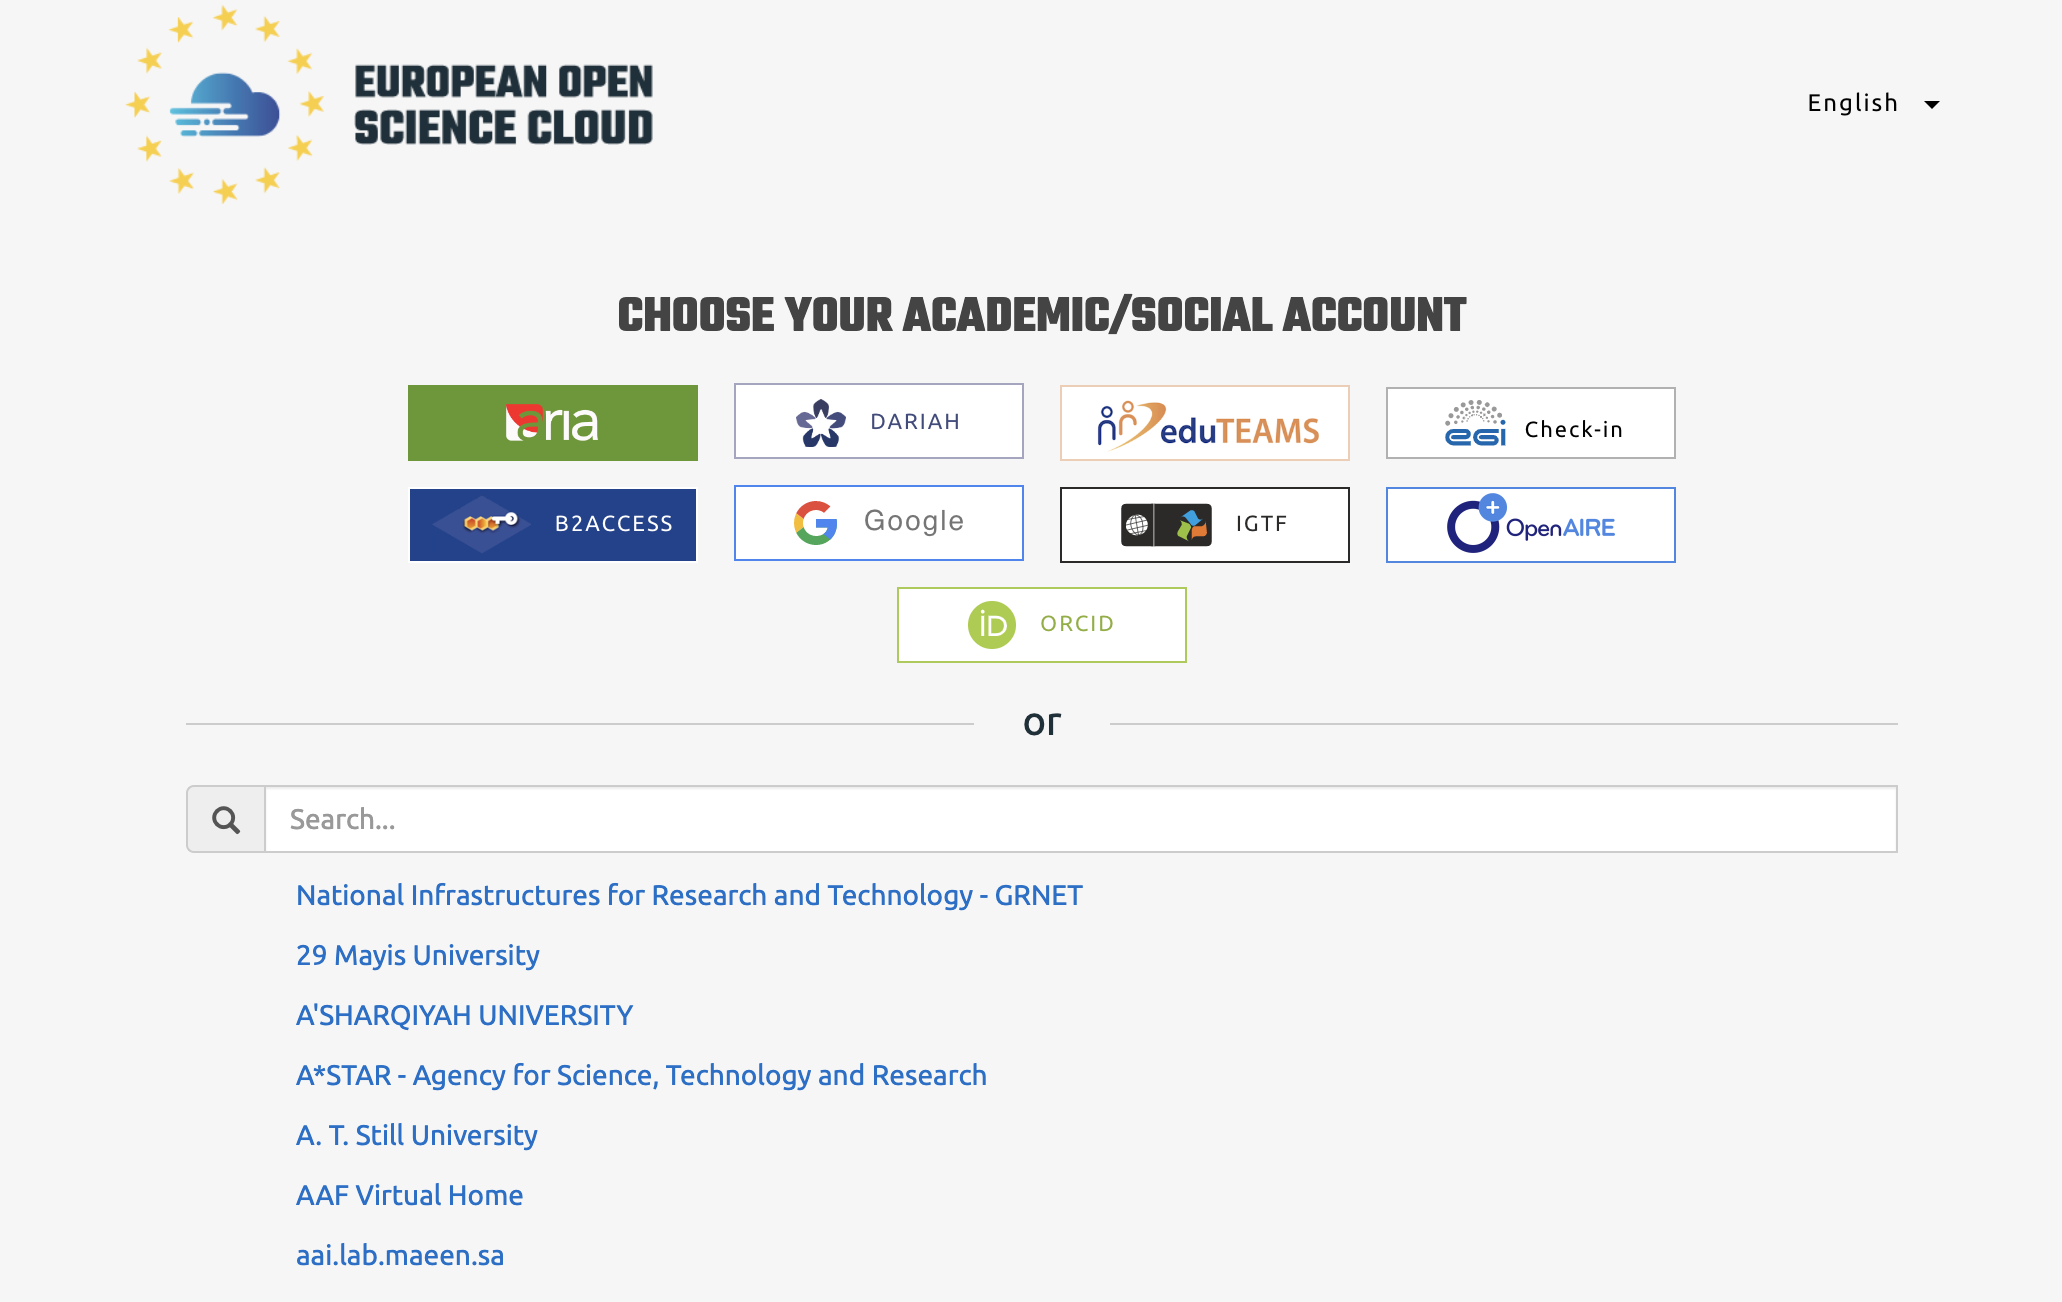 EUROPEAN OPEN
SCIENCE CLOUD
English
CHOOSE YOUR ACADEMIC/SOCIAL ACCOUNT
aria
DARIAH
eduTEAMS
egi Check-in
B2ACCESS
Google
IGTF
OpenAIRE
iD ORCID
or
Search...
National Infrastructures for Research and Technology - GRNET
29 Mayis University
A'SHARQIYAH UNIVERSITY
A*STAR - Agency for Science, Technology and Research
A. T. Still University
AAF Virtual Home
aai.lab.maeen.sa